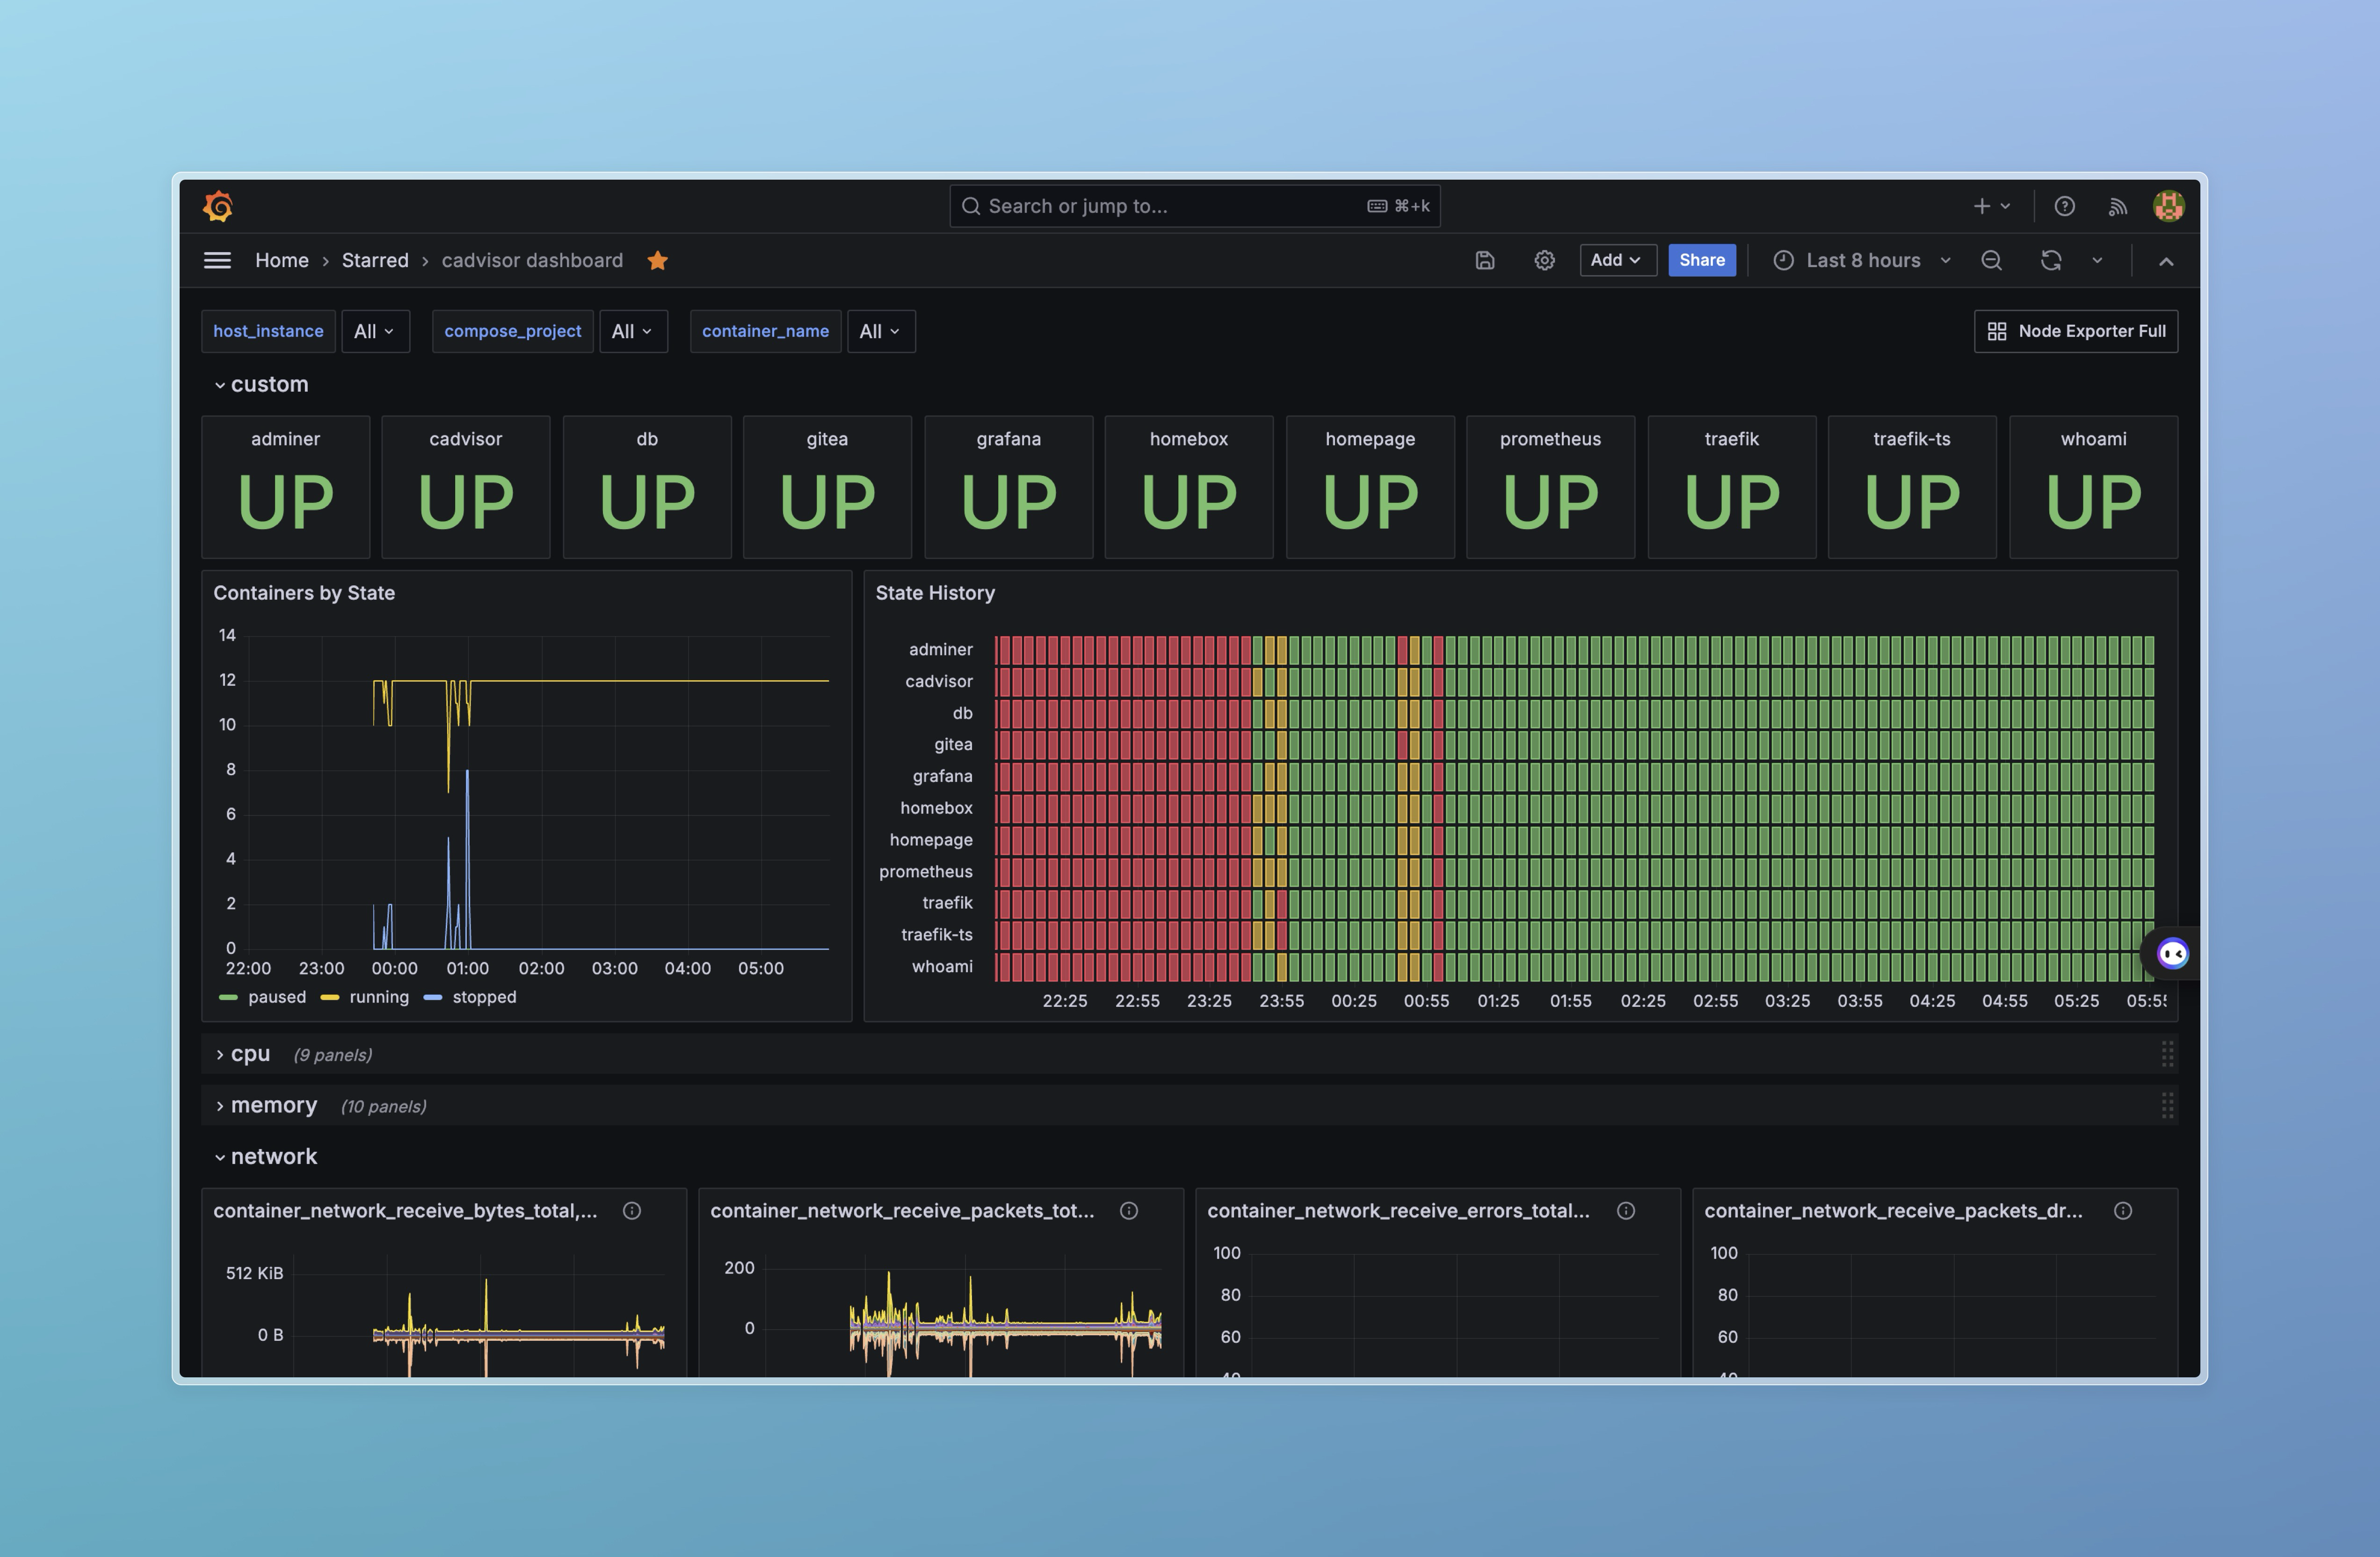 Search or jump to... ⌘+k
Home › Starred › cadvisor dashboard
Add Share Last 8 hours
host_instance All compose_project All container_name All Node Exporter Full
custom
adminer cadvisor db gitea grafana homebox homepage prometheus traefik traefik-ts whoami
UP UP UP UP UP UP UP UP UP UP UP
Containers by State
14
12
10
8
6
4
2
0
22:00 23:00 00:00 01:00 02:00 03:00 04:00 05:00
paused running stopped
State History
adminer
cadvisor
db
gitea
grafana
homebox
homepage
prometheus
traefik
traefik-ts
whoami
22:25 22:55 23:25 23:55 00:25 00:55 01:25 01:55 02:25 02:55 03:25 03:55 04:25 04:55 05:25 05:55
cpu (9 panels)
memory (10 panels)
network
container_network_receive_bytes_total,...
512 KiB
0 B
container_network_receive_packets_tot...
200
0
container_network_receive_errors_total...
100
80
60
40
container_network_receive_packets_dr...
100
80
60
40